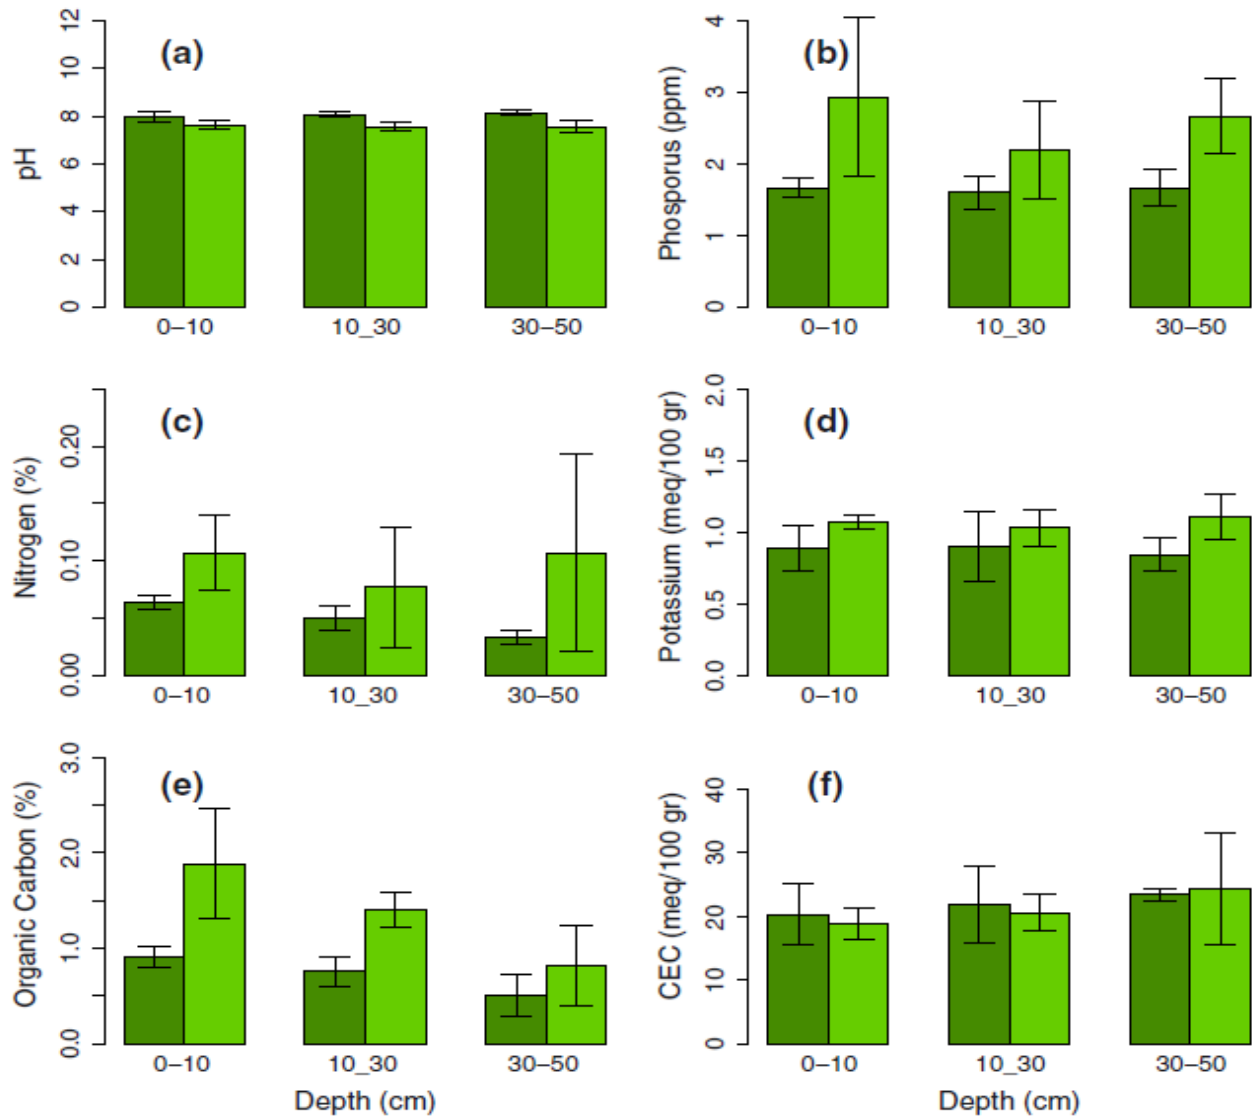 (a)
pH
0 2 4 6 8 10 12
0–10 10_30 30–50
(b)
Phosporus (ppm)
0 1 2 3 4
0–10 10_30 30–50
(c)
Nitrogen (%)
0.00 0.10 0.20
0–10 10_30 30–50
(d)
Potassium (meq/100 gr)
0.0 0.5 1.0 1.5 2.0
0–10 10_30 30–50
(e)
Organic Carbon (%)
0.0 1.0 2.0 3.0
0–10 10_30 30–50
Depth (cm)
(f)
CEC (meq/100 gr)
0 10 20 30 40
0–10 10_30 30–50
Depth (cm)